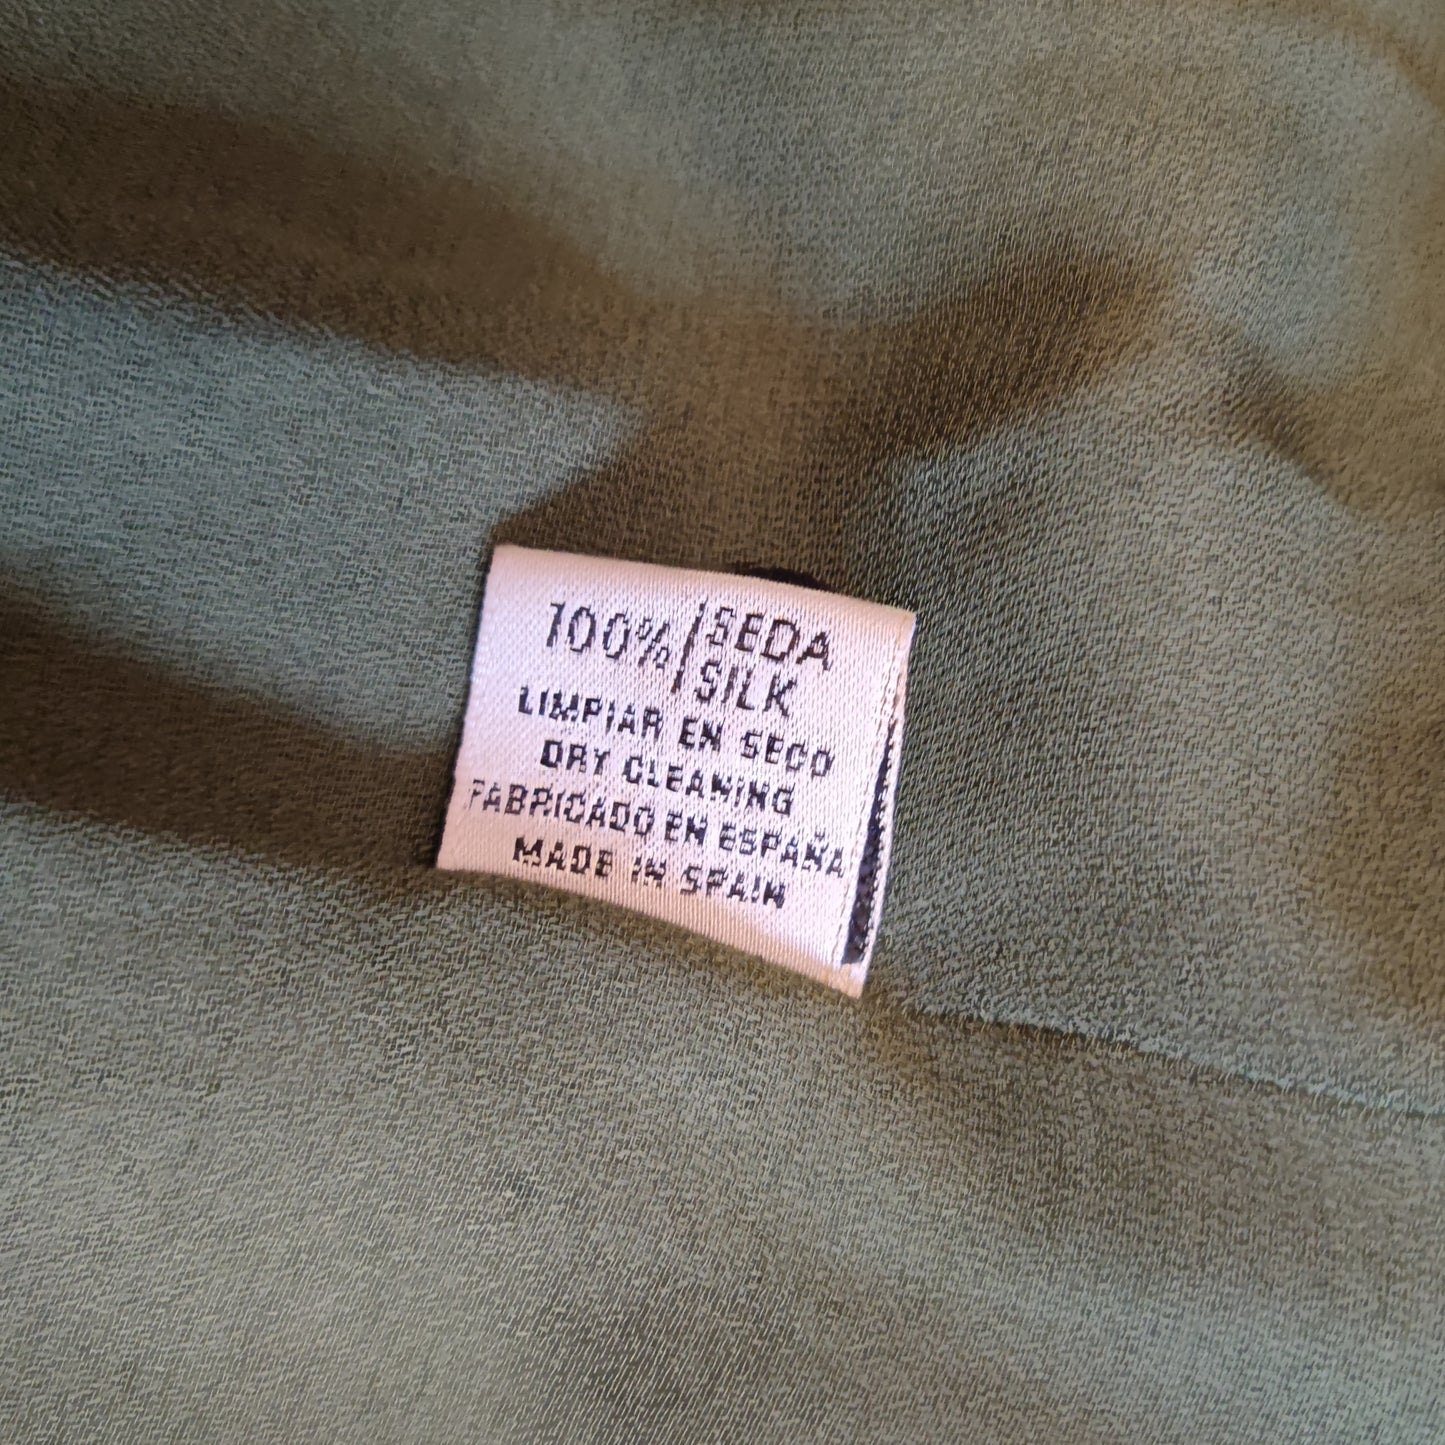 100% | SEDA
SILK
LIMPIAR EN SECO
DRY CLEANING
FABRICADO EN ESPAÑA
MADE IN SPAIN